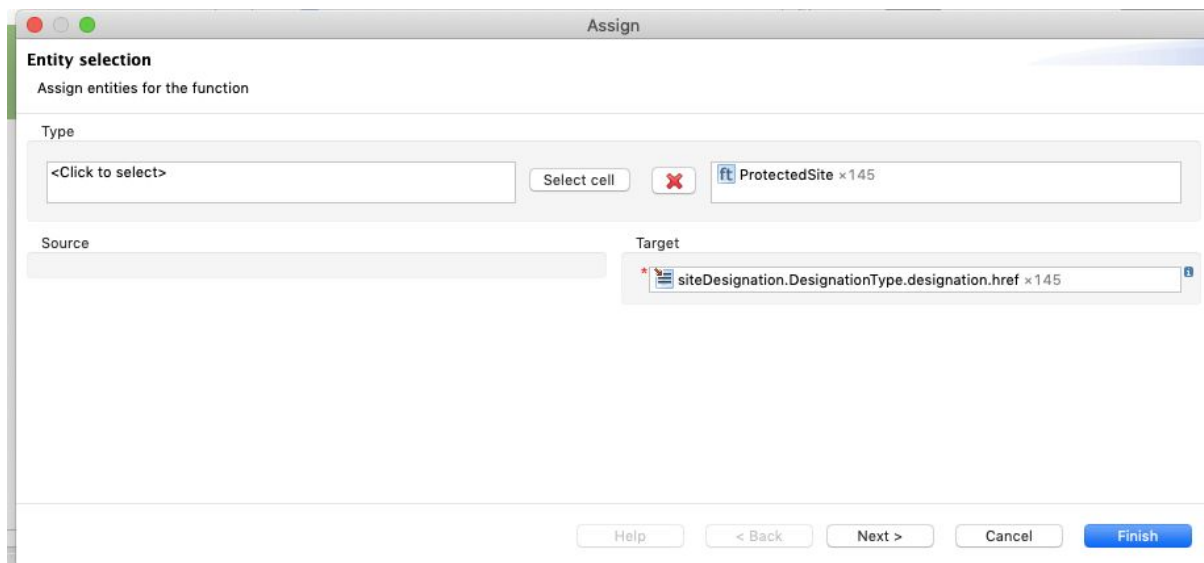 Assign
Entity selection
Assign entities for the function
Type
<Click to select>
Select cell
ft ProtectedSite ×145
Source
Target
* siteDesignation.DesignationType.designation.href ×145
i
Help
< Back
Next >
Cancel
Finish